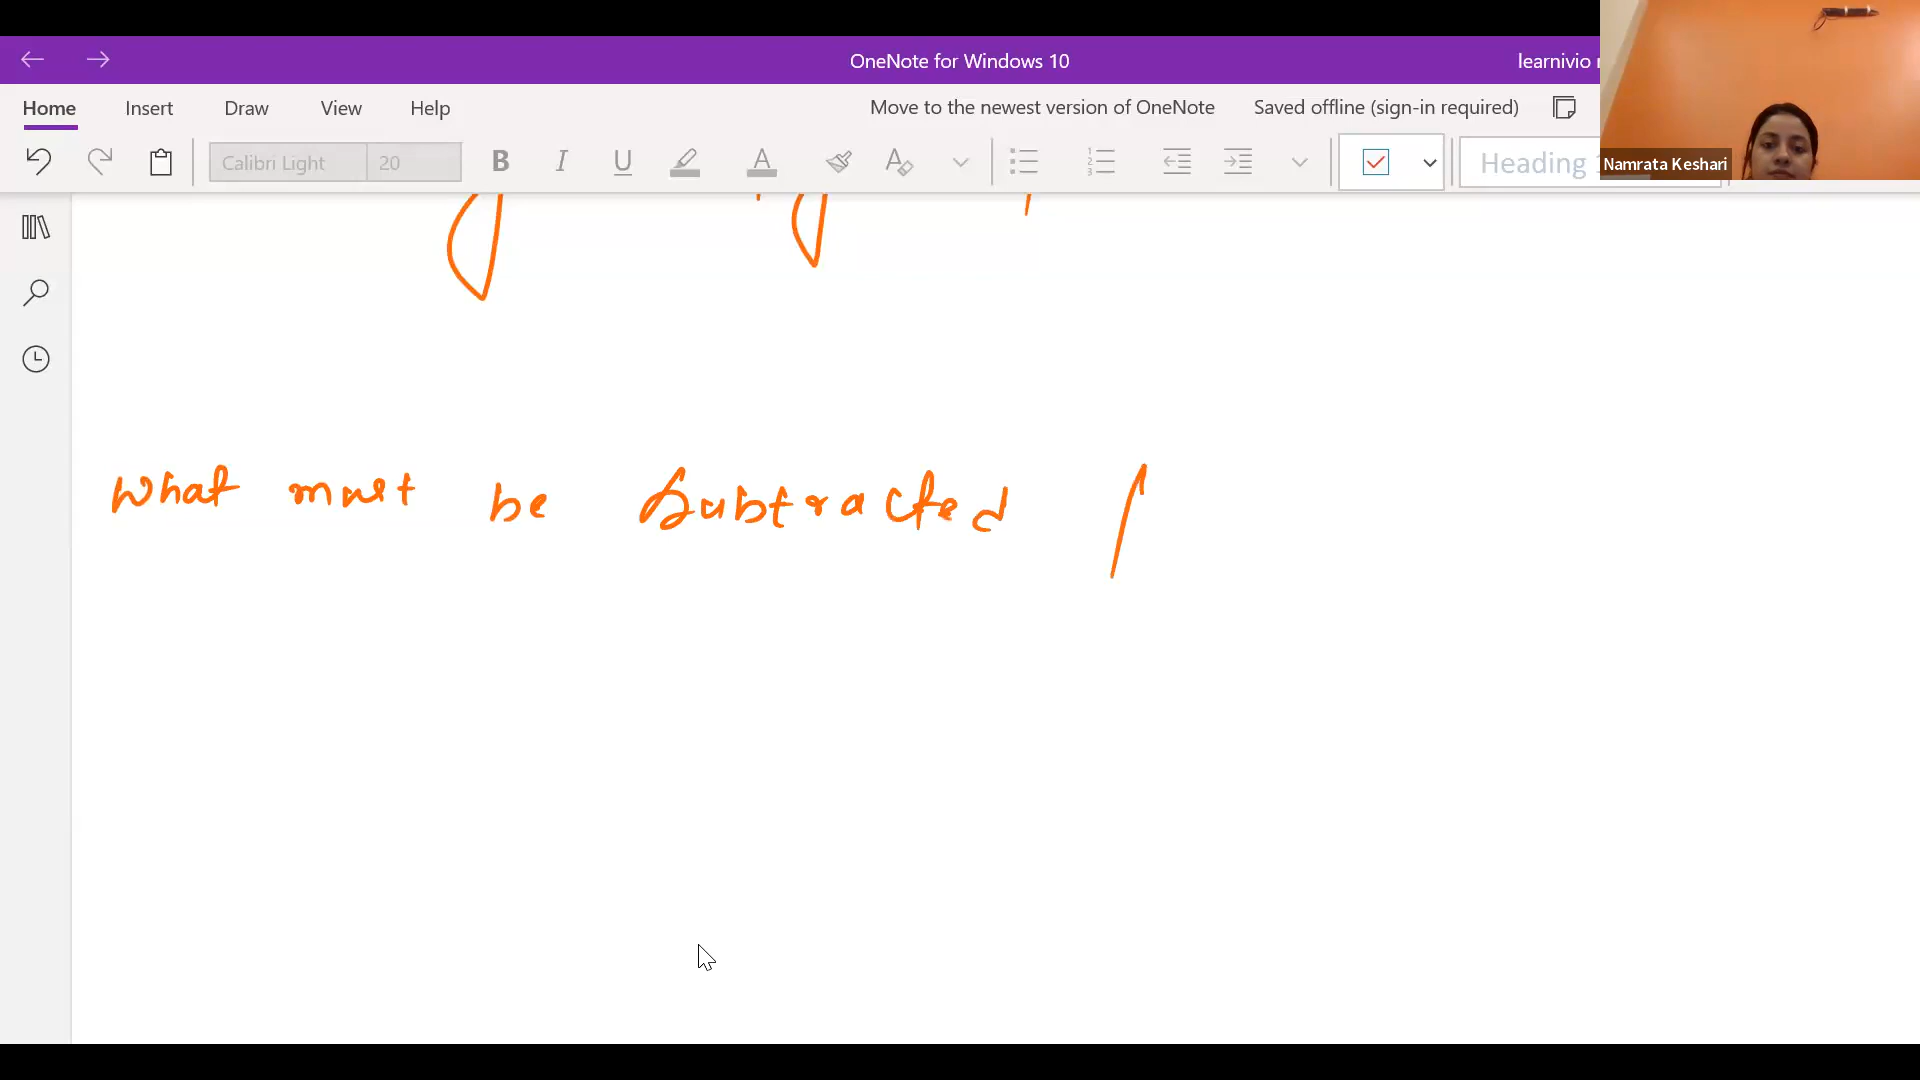 OneNote for Windows 10
learnivio
Home Insert Draw View Help Move to the newest version of OneNote Saved offline (sign-in required)
Calibri Light 20 B I U A A Heading
Namrata Keshari
What must be subtracted